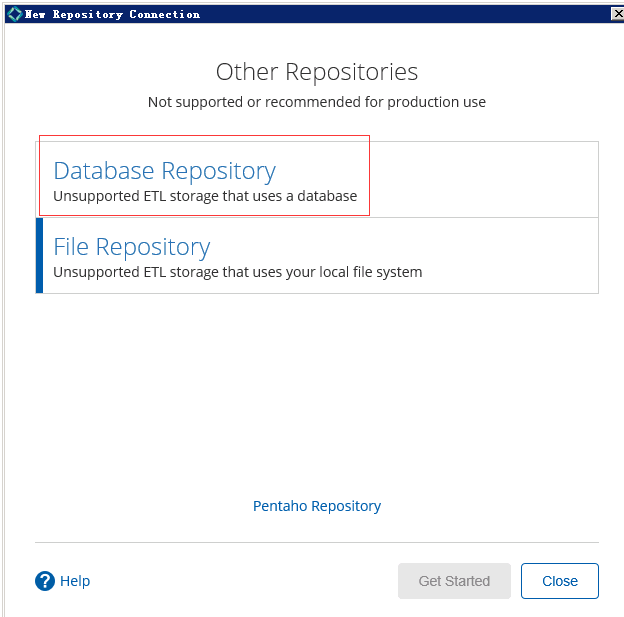 New Repository Connection
Other Repositories
Not supported or recommended for production use
Database Repository
Unsupported ETL storage that uses a database
File Repository
Unsupported ETL storage that uses your local file system
Pentaho Repository
? Help
Get Started
Close